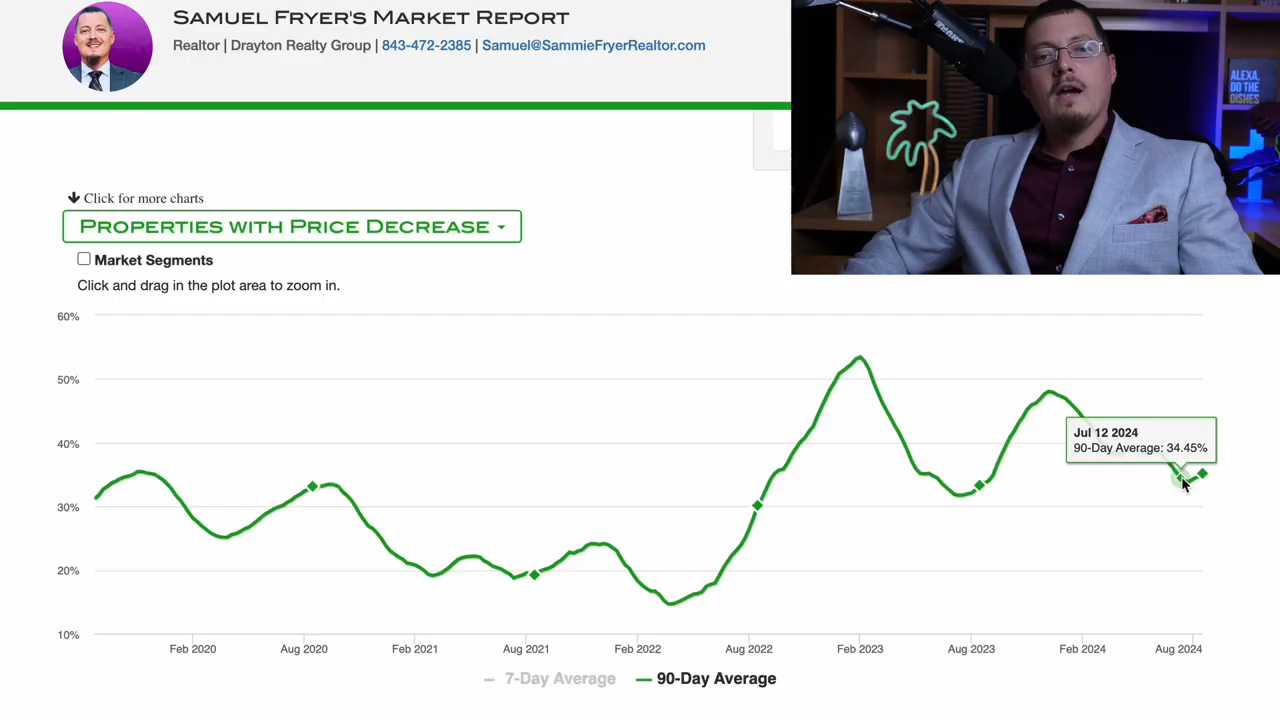 SAMUEL FRYER'S MARKET REPORT
Realtor | Drayton Realty Group | 843-472-2385 | Samuel@SammieFryerRealtor.com
SHURE
ALEXA,
DO THE
DISHES
Click for more charts
PROPERTIES WITH PRICE DECREASE
Market Segments
Click and drag in the plot area to zoom in.
60%
50%
40%
30%
20%
10%
Jul 12 2024
90-Day Average: 34.45%
Feb 2020 Aug 2020 Feb 2021 Aug 2021 Feb 2022 Aug 2022 Feb 2023 Aug 2023 Feb 2024 Aug 2024
7-Day Average 90-Day Average